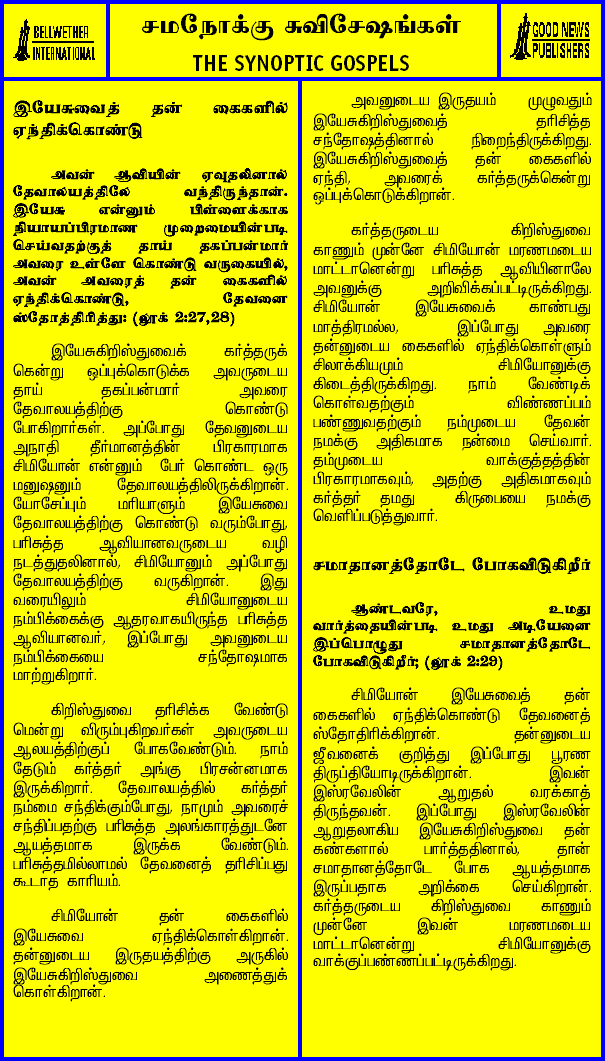 BELLWETHER
INTERNATIONAL
சமநோக்கு சுவிசேஷங்கள்
THE SYNOPTIC GOSPELS
GOOD NEWS
PUBLISHERS
இயேசுவைத் தன் கைகளில்
ஏந்திக்கொண்டு
அவன் ஆவியின் ஏவுதலினால்
தேவாலயத்திலே வந்திருந்தான்.
இயேசு என்னும் பிள்ளைக்காக
நியாயப்பிரமாண முறைமையின்படி
செய்வதற்குத் தாய் தகப்பன்மார்
அவரை உள்ளே கொண்டு வருகையில்,
அவன் அவரைத் தன் கைகளில்
ஏந்திக்கொண்டு, தேவனை
ஸ்தோத்திரித்து: (லூக் 2:27,28)
இயேசுகிறிஸ்துவைக் கர்த்தருக்
கென்று ஒப்புக்கொடுக்க அவருடைய
தாய் தகப்பன்மார் அவரை
தேவாலயத்திற்கு கொண்டு
போகிறார்கள். அப்போது தேவனுடைய
அநாதி தீர்மானத்தின் பிரகாரமாக
சிமியோன் என்னும் பேர் கொண்ட ஒரு
மனுஷனும் தேவாலயத்திலிருக்கிறான்.
யோசேப்பும் மரியாளும் இயேசுவை
தேவாலயத்திற்கு கொண்டு வரும்போது,
பரிசுத்த ஆவியானவருடைய வழி
நடத்துதலினால், சிமியோனும் அப்போது
தேவாலயத்திற்கு வருகிறான். இது
வரையிலும் சிமியோனுடைய
நம்பிக்கைக்கு ஆதரவாகயிருந்த பரிசுத்த
ஆவியானவர், இப்போது அவனுடைய
நம்பிக்கையை சந்தோஷமாக
மாற்றுகிறார்.
கிறிஸ்துவை தரிசிக்க வேண்டு
மென்று விரும்புகிறவர்கள் அவருடைய
ஆலயத்திற்குப் போகவேண்டும். நாம்
தேடும் கர்த்தர் அங்கு பிரசன்னமாக
இருக்கிறார். தேவாலயத்தில் கர்த்தர்
நம்மை சந்திக்கும்போது, நாமும் அவரைச்
சந்திப்பதற்கு பரிசுத்த அலங்காரத்துடனே
ஆயத்தமாக இருக்க வேண்டும்.
பரிசுத்தமில்லாமல் தேவனைத் தரிசிப்பது
கூடாத காரியம்.
சிமியோன் தன் கைகளில்
இயேசுவை ஏந்திக்கொள்கிறான்.
தன்னுடைய இருதயத்திற்கு அருகில்
இயேசுகிறிஸ்துவை அணைத்துக்
கொள்கிறான்.
அவனுடைய இருதயம் முழுவதும்
இயேசுகிறிஸ்துவைத் தரிசித்த
சந்தோஷத்தினால் நிறைந்திருக்கிறது.
இயேசுகிறிஸ்துவைத் தன் கைகளில்
ஏந்தி, அவரைக் கர்த்தருக்கென்று
ஒப்புக்கொடுக்கிறான்.
கர்த்தருடைய கிறிஸ்துவை
காணும் முன்னே சிமியோன் மரணமடைய
மாட்டானென்று பரிசுத்த ஆவியினாலே
அவனுக்கு அறிவிக்கப்பட்டிருக்கிறது.
சிமியோன் இயேசுவைக் காண்பது
மாத்திரமல்ல, இப்போது அவரை
தன்னுடைய கைகளில் ஏந்திக்கொள்ளும்
சிலாக்கியமும் சிமியோனுக்கு
கிடைத்திருக்கிறது. நாம் வேண்டிக்
கொள்வதற்கும் விண்ணப்பம்
பண்ணுவதற்கும் நம்முடைய தேவன்
நமக்கு அதிகமாக நன்மை செய்வார்.
தம்முடைய வாக்குத்தத்தின்
பிரகாரமாகவும், அதற்கு அதிகமாகவும்
கர்த்தர் தமது கிருபையை நமக்கு
வெளிப்படுத்துவார்.
சமாதானத்தோடே போகவிடுகிறீர்
ஆண்டவரே, உமது
வார்த்தையின்படி உமது அடியேனை
இப்பொழுது சமாதானத்தோடே
போகவிடுகிறீர்; (லூக் 2:29)
சிமியோன் இயேசுவைத் தன்
கைகளில் ஏந்திக்கொண்டு தேவனைத்
ஸ்தோதிரிக்கிறான். தன்னுடைய
ஜீவனைக் குறித்து இப்போது பூரண
திருப்தியோடிருக்கிறான். இவன்
இஸ்ரவேலின் ஆறுதல் வரக்காத்
திருந்தவன். இப்போது இஸ்ரவேலின்
ஆறுதலாகிய இயேசுகிறிஸ்துவை தன்
கண்களால் பார்த்ததினால், தான்
சமாதானத்தோடே போக ஆயத்தமாக
இருப்பதாக அறிக்கை செய்கிறான்.
கர்த்தருடைய கிறிஸ்துவை காணும்
முன்னே இவன் மரணமடைய
மாட்டானென்று சிமியோனுக்கு
வாக்குப்பண்ணப்பட்டிருக்கிறது.